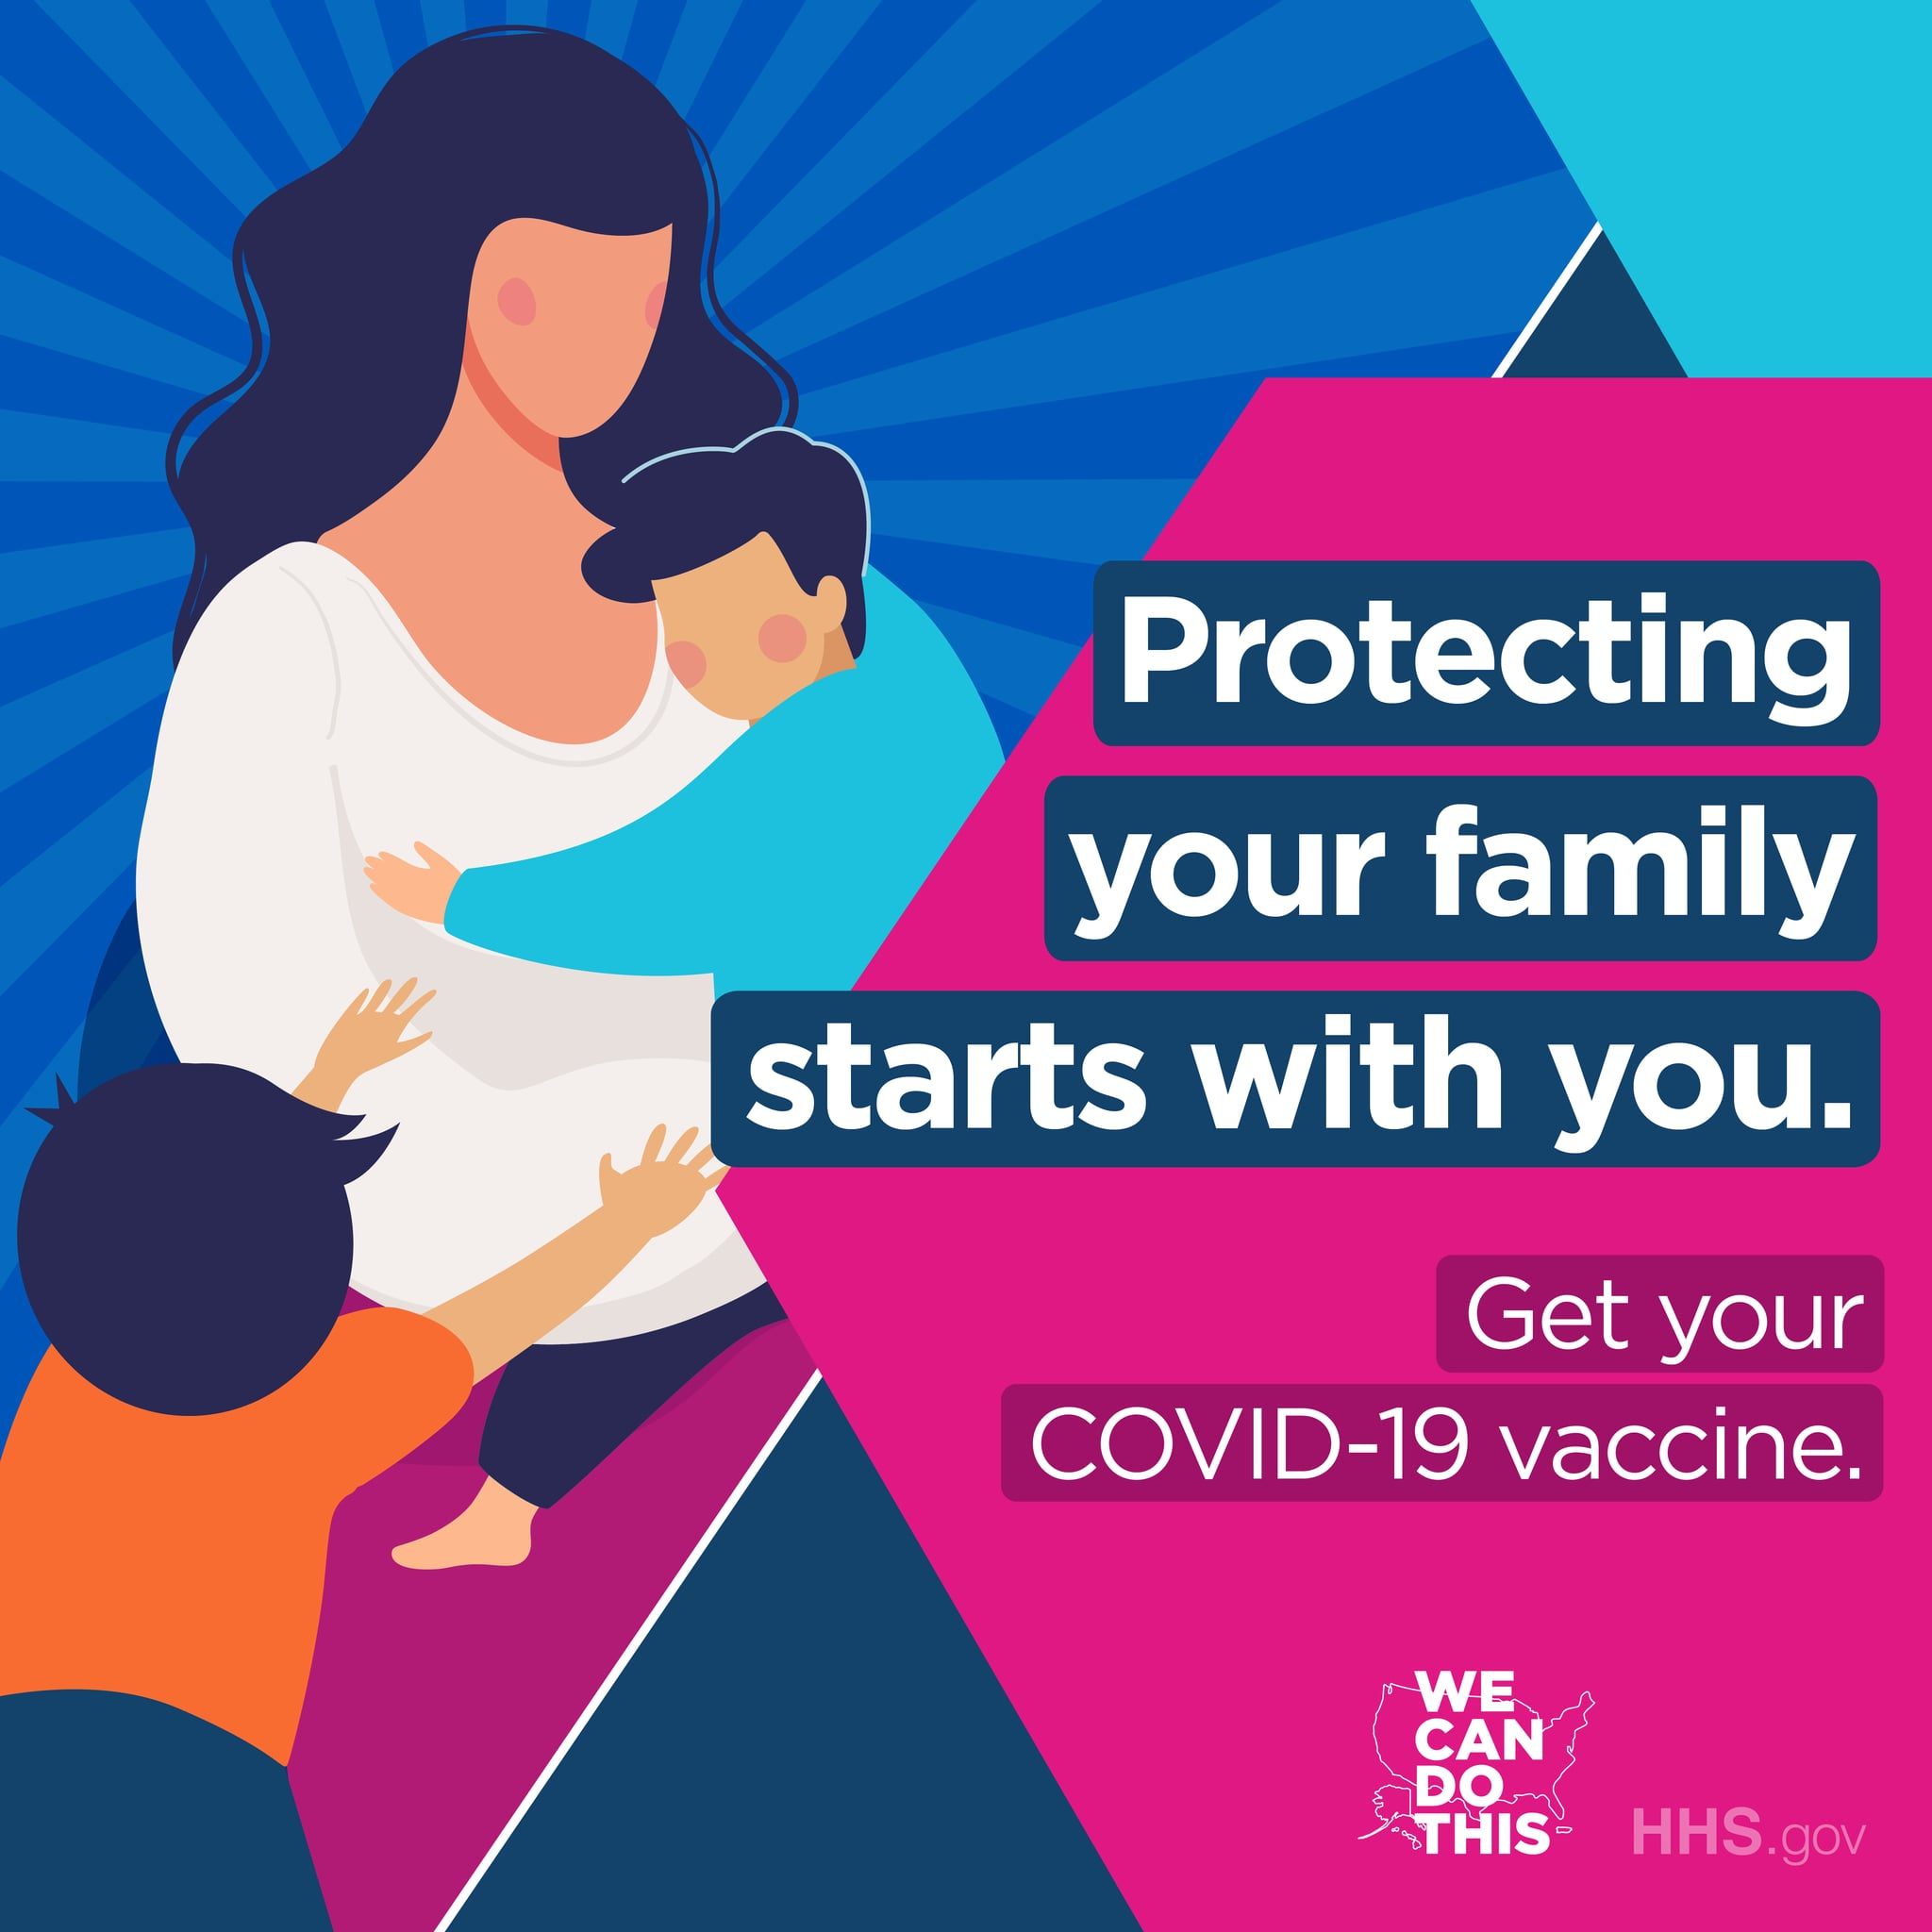 Protecting
your family
starts with you.
Get your
COVID-19 vaccine.
WE
CAN
DO
THIS
HHS.gov